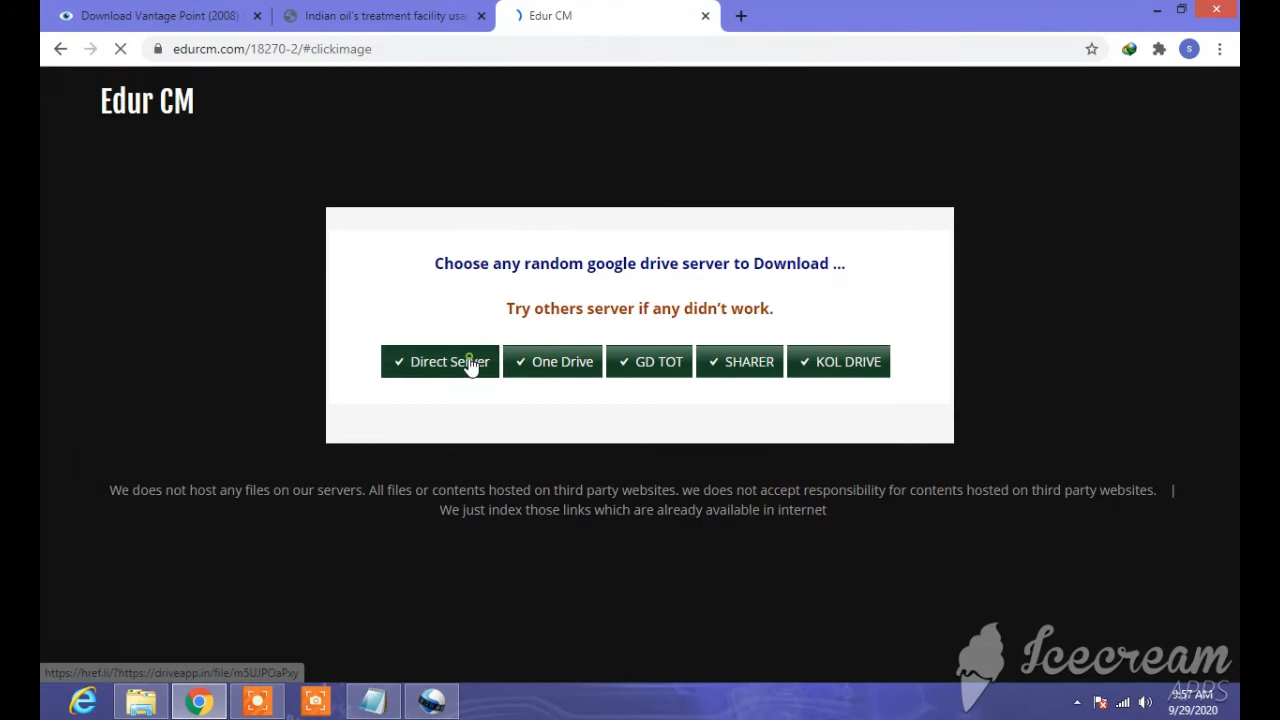 Download Vantage Point (2008)
Indian oil's treatment facility usa
Edur CM
edurcm.com/18270-2/#clickimage
S
Edur CM
Choose any random google drive server to Download ...
Try others server if any didn't work.
✔ Direct Server ✔ One Drive ✔ GD TOT ✔ SHARER ✔ KOL DRIVE
We does not host any files on our servers. All files or contents hosted on third party websites. we does not accept responsibility for contents hosted on third party websites. |
We just index those links which are already available in internet
Icecream
APPS
https://href.li/?https://driveapp.in/file/m5UJPOaPxy
9:57 AM
9/29/2020